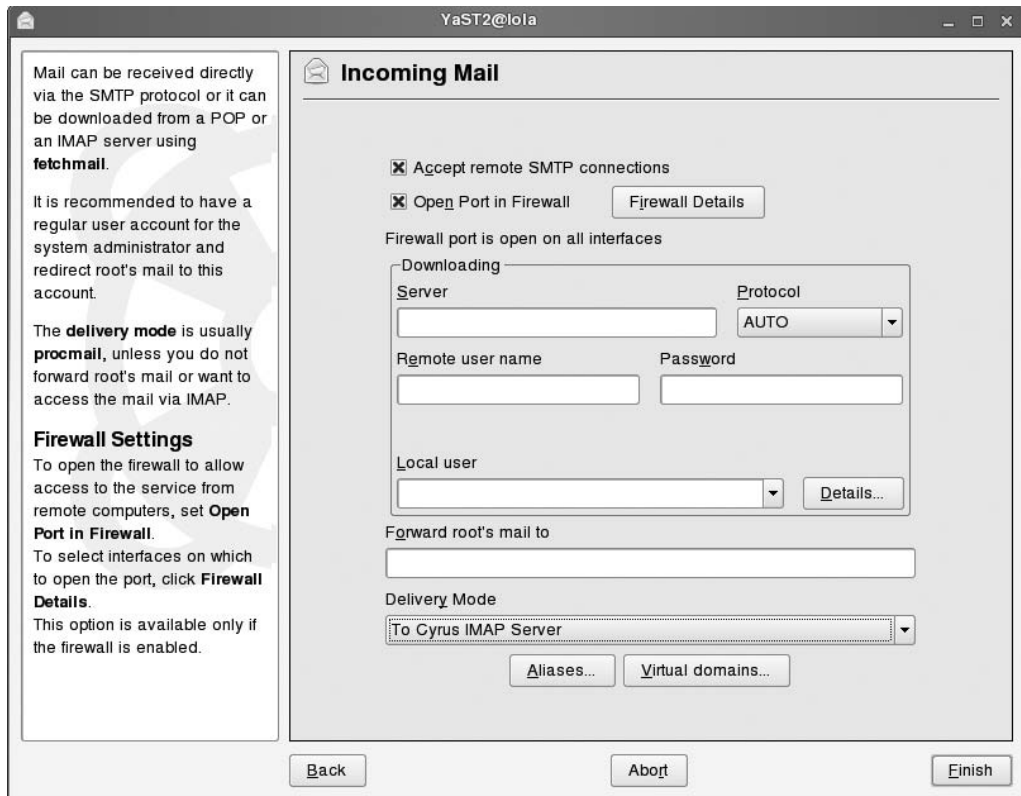 YaST2@lola
Mail can be received directly
via the SMTP protocol or it can
be downloaded from a POP or
an IMAP server using
fetchmail.
It is recommended to have a
regular user account for the
system administrator and
redirect root's mail to this
account.
The delivery mode is usually
procmail, unless you do not
forward root's mail or want to
access the mail via IMAP.
Firewall Settings
To open the firewall to allow
access to the service from
remote computers, set Open
Port in Firewall.
To select interfaces on which
to open the port, click Firewall
Details.
This option is available only if
the firewall is enabled.
Incoming Mail
Accept remote SMTP connections
Open Port in Firewall
Firewall Details
Firewall port is open on all interfaces
Downloading
Server
Protocol
AUTO
Remote user name
Password
Local user
Details...
Forward root's mail to
Delivery Mode
To Cyrus IMAP Server
Aliases...
Virtual domains...
Back
Abort
Finish